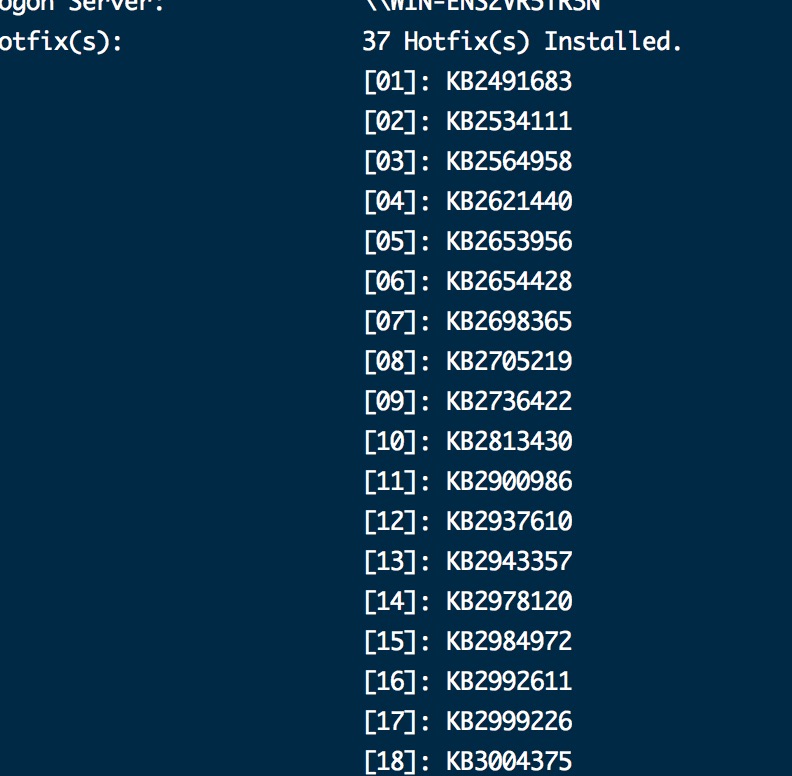 ogon Server:
otfix(s): 37 Hotfix(s) Installed.
[01]: KB2491683
[02]: KB2534111
[03]: KB2564958
[04]: KB2621440
[05]: KB2653956
[06]: KB2654428
[07]: KB2698365
[08]: KB2705219
[09]: KB2736422
[10]: KB2813430
[11]: KB2900986
[12]: KB2937610
[13]: KB2943357
[14]: KB2978120
[15]: KB2984972
[16]: KB2992611
[17]: KB2999226
[18]: KB3004375